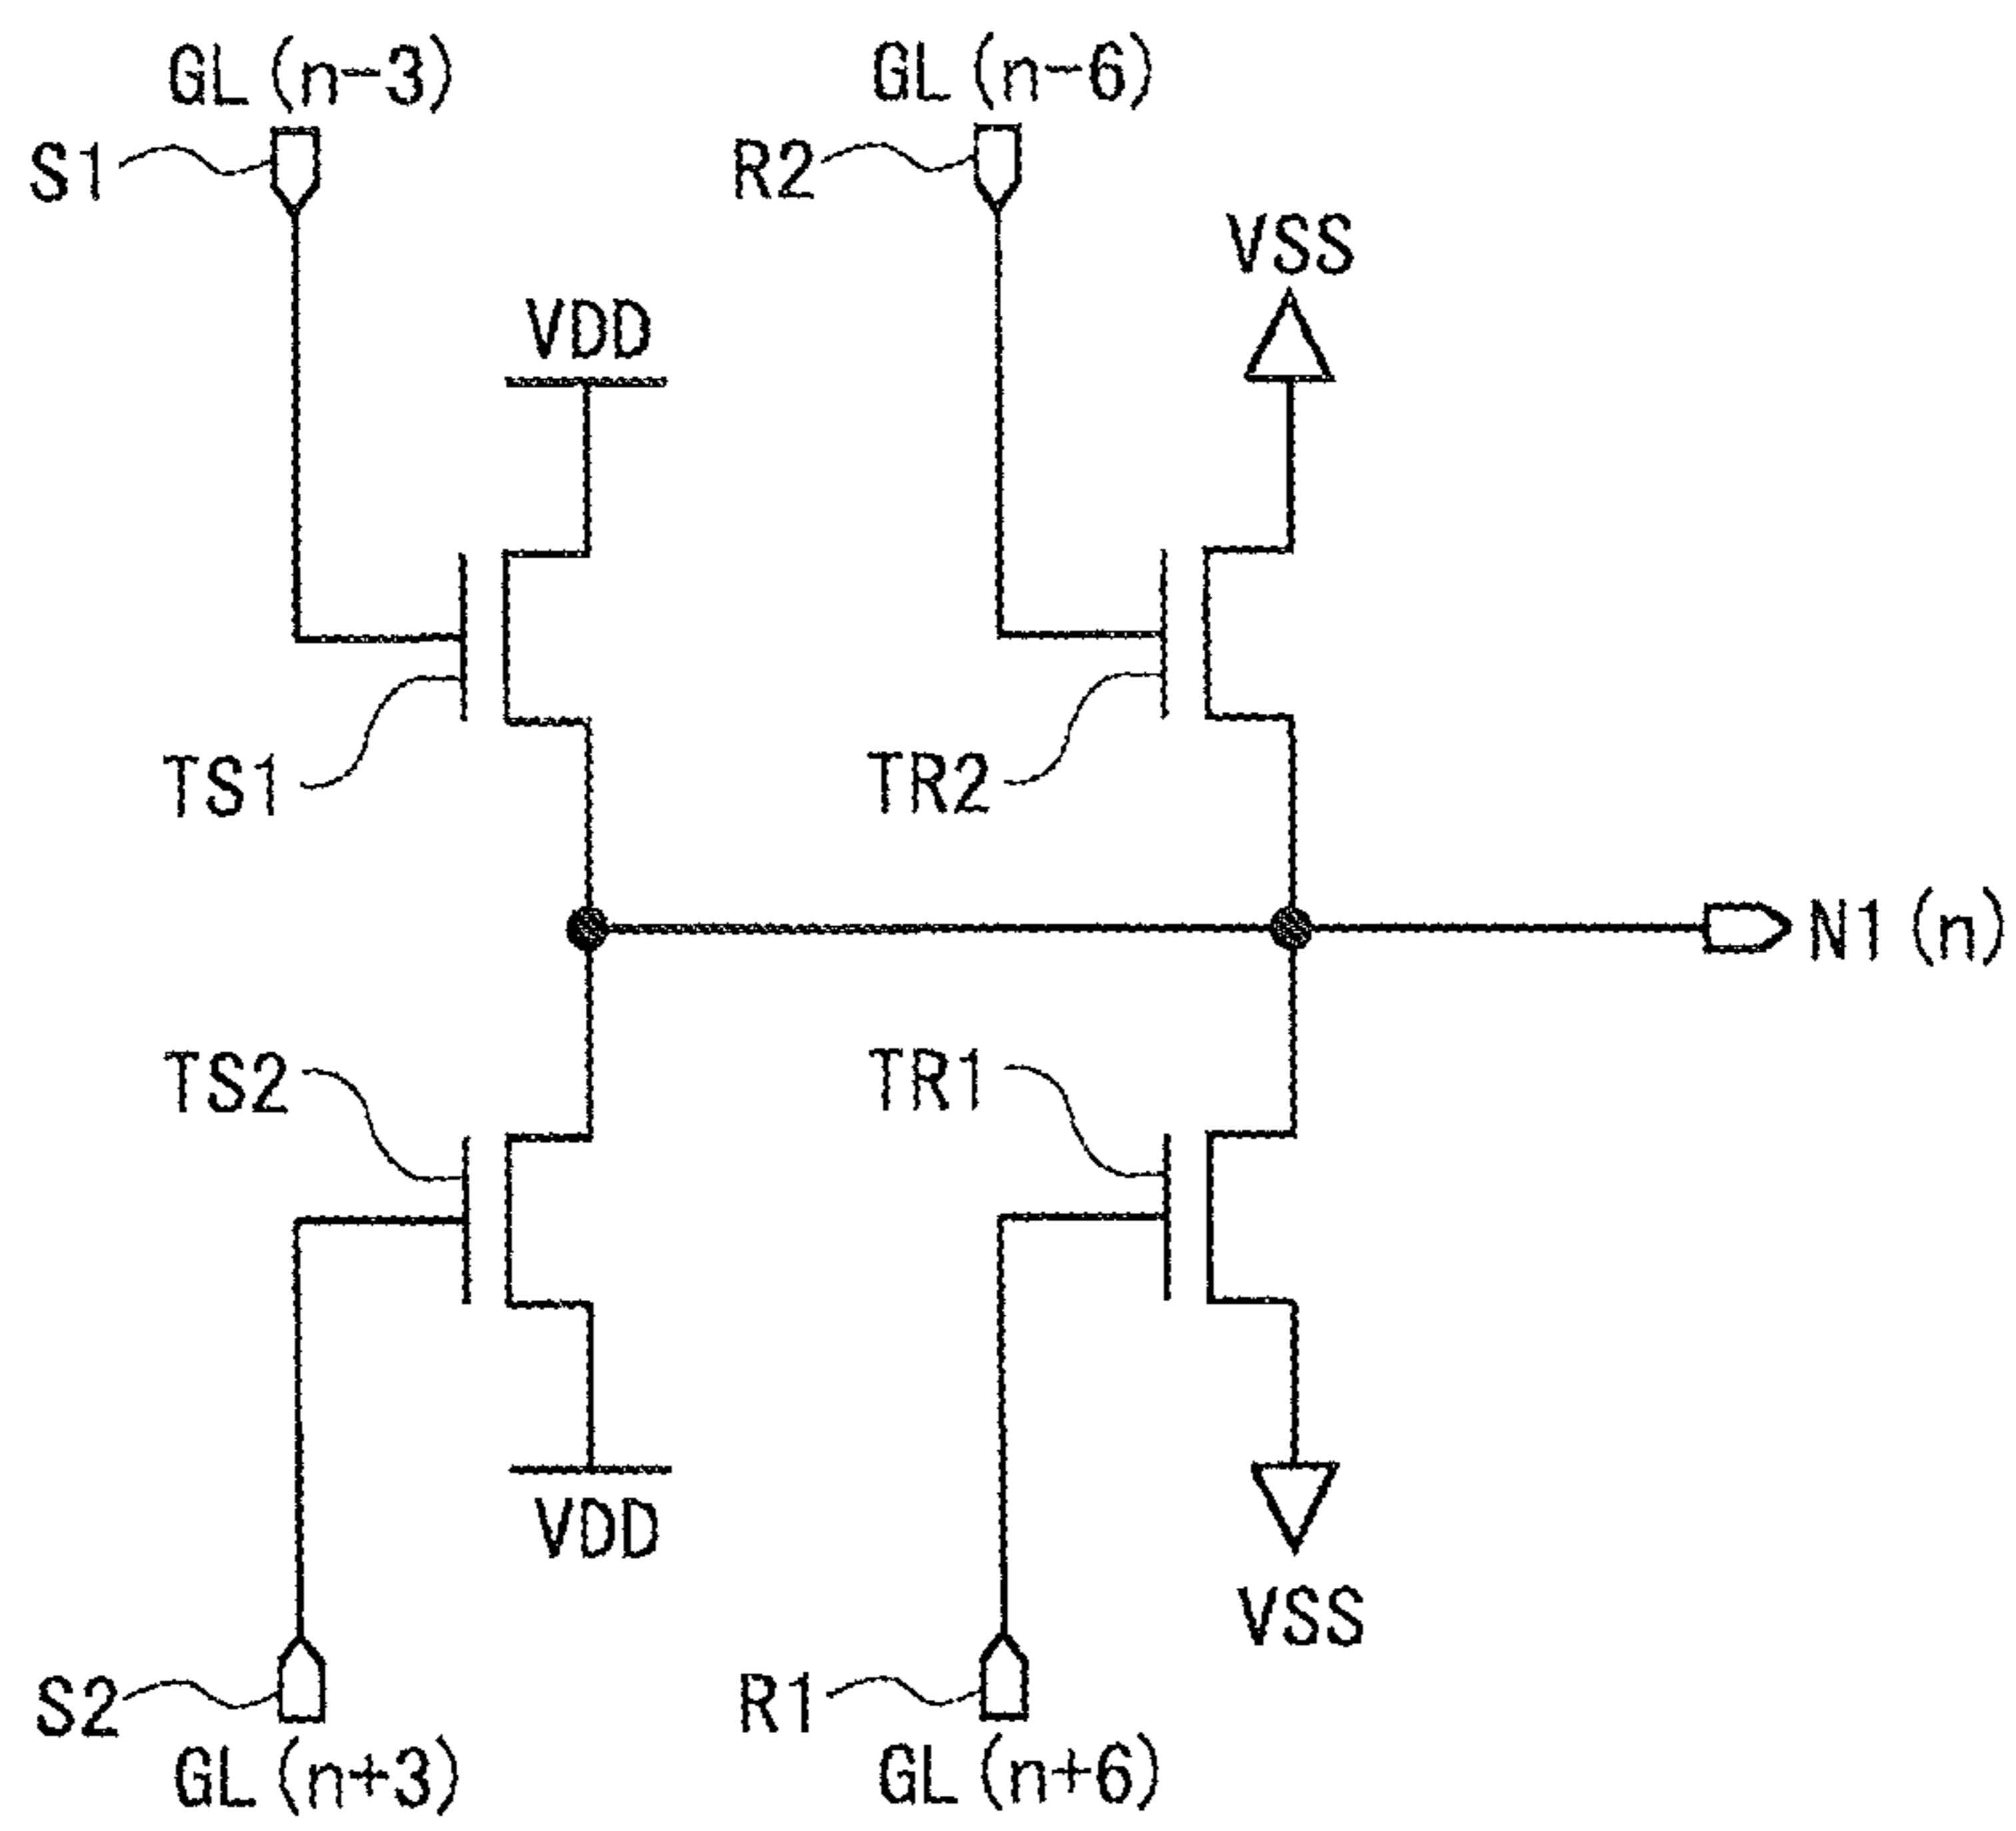 GL(n-3)
GL(n-6)
S1
R2
VSS
VDD
TS1
TR2
N1(n)
TS2
TR1
VDD
VSS
S2
R1
GL(n+3)
GL(n+6)